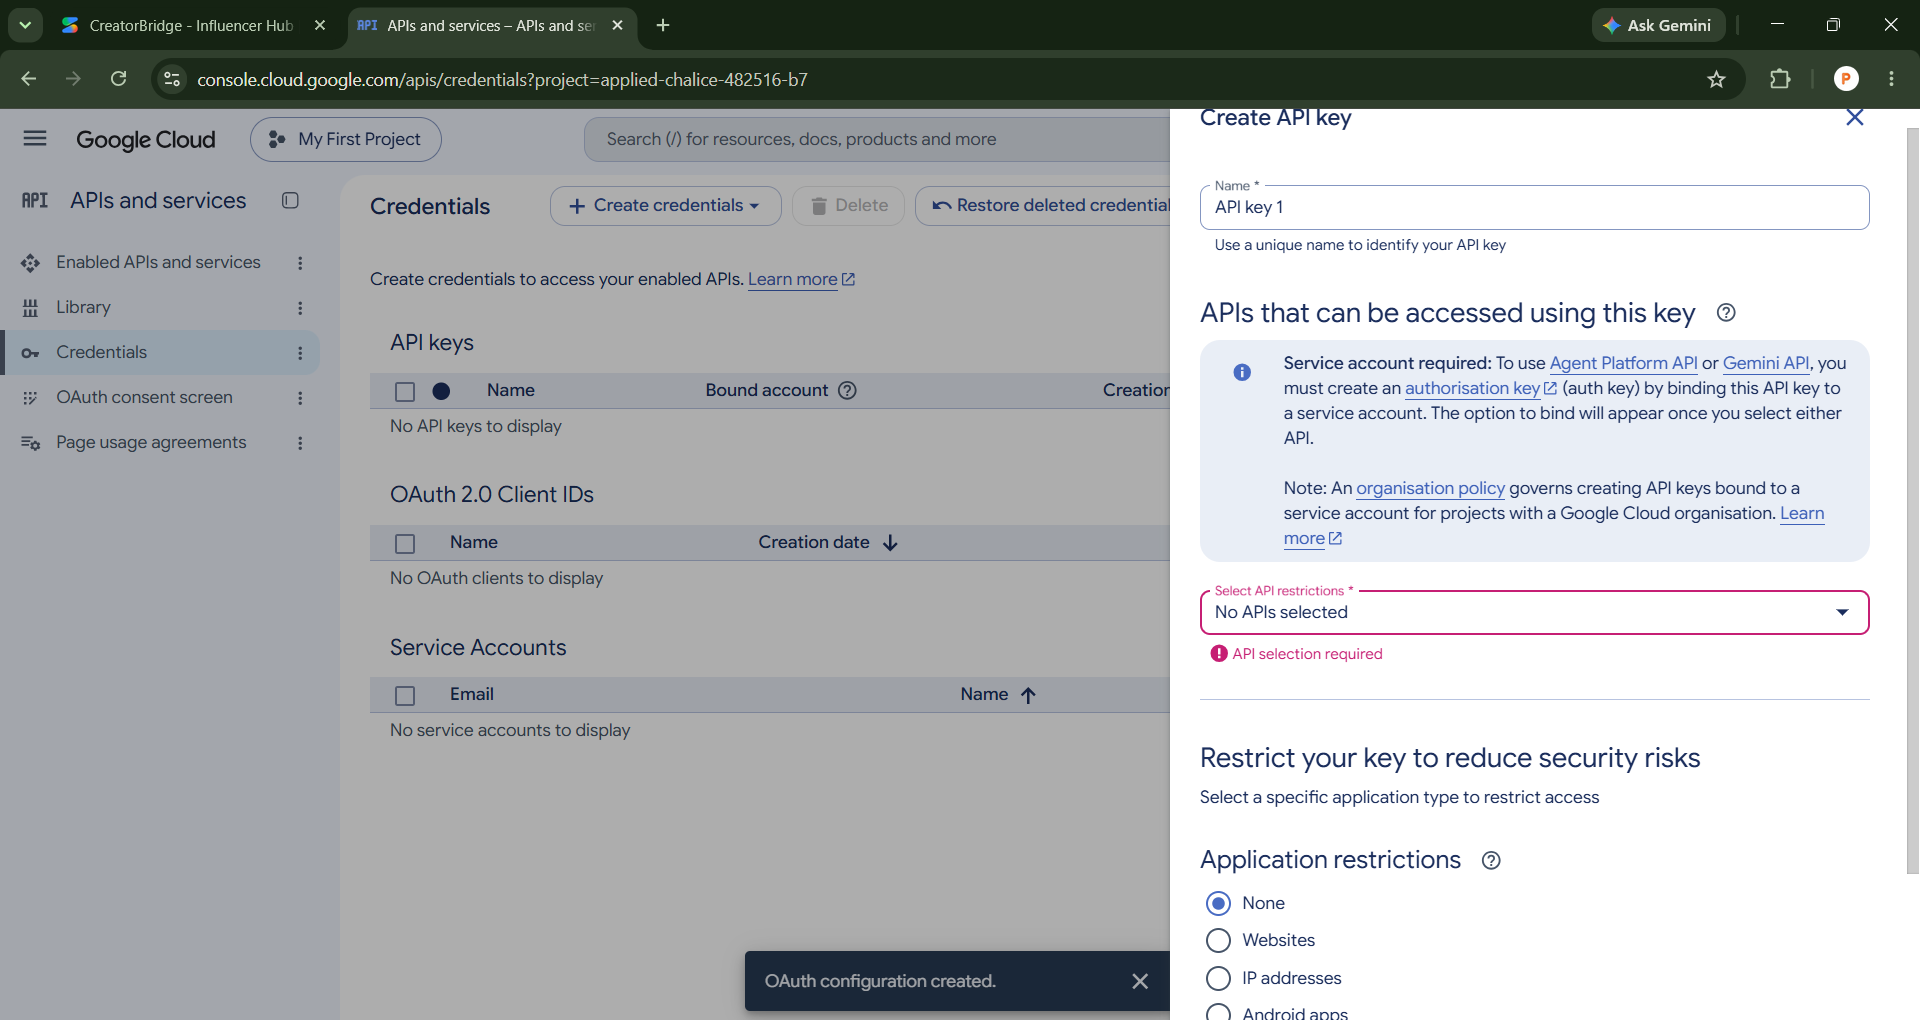 CreatorBridge - Influencer Hub
API APIs and services – APIs and ser
Ask Gemini
console.cloud.google.com/apis/credentials?project=applied-chalice-482516-b7
P
Google Cloud
My First Project
Search (/) for resources, docs, products and more
API APIs and services
Enabled APIs and services
Library
Credentials
OAuth consent screen
Page usage agreements
Credentials
Create credentials
Delete
Restore deleted credential
Create credentials to access your enabled APIs. Learn more
API keys
Name Bound account Creation
No API keys to display
OAuth 2.0 Client IDs
Name Creation date
No OAuth clients to display
Service Accounts
Email Name
No service accounts to display
OAuth configuration created.
Create API key
Name *
API key 1
Use a unique name to identify your API key
APIs that can be accessed using this key
Service account required: To use Agent Platform API or Gemini API, you
must create an authorisation key (auth key) by binding this API key to
a service account. The option to bind will appear once you select either
API.
Note: An organisation policy governs creating API keys bound to a
service account for projects with a Google Cloud organisation. Learn
more
Select API restrictions *
No APIs selected
API selection required
Restrict your key to reduce security risks
Select a specific application type to restrict access
Application restrictions
None
Websites
IP addresses
Android apps